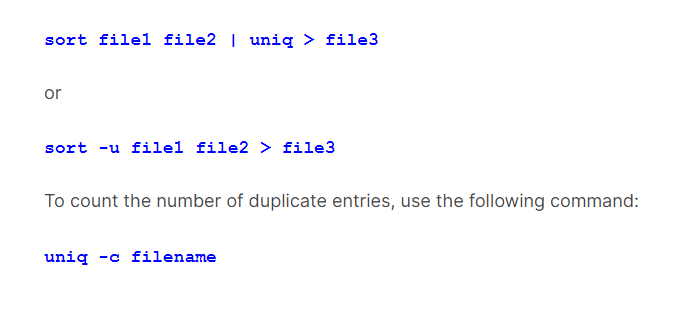 sort file1 file2 | uniq > file3
or
sort -u file1 file2 > file3
To count the number of duplicate entries, use the following command:
uniq -c filename